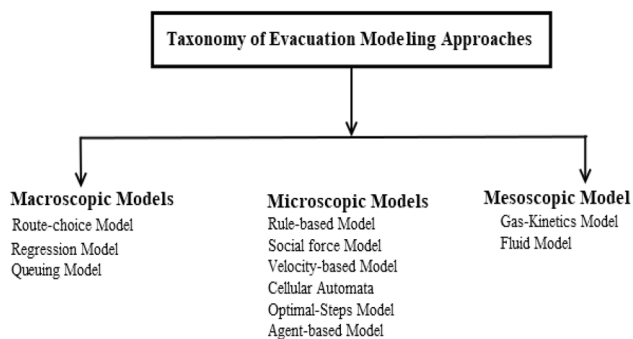 Taxonomy of Evacuation Modeling Approaches
Macroscopic Models
Route-choice Model
Regression Model
Queuing Model
Microscopic Models
Rule-based Model
Social force Model
Velocity-based Model
Cellular Automata
Optimal-Steps Model
Agent-based Model
Mesoscopic Model
Gas-Kinetics Model
Fluid Model